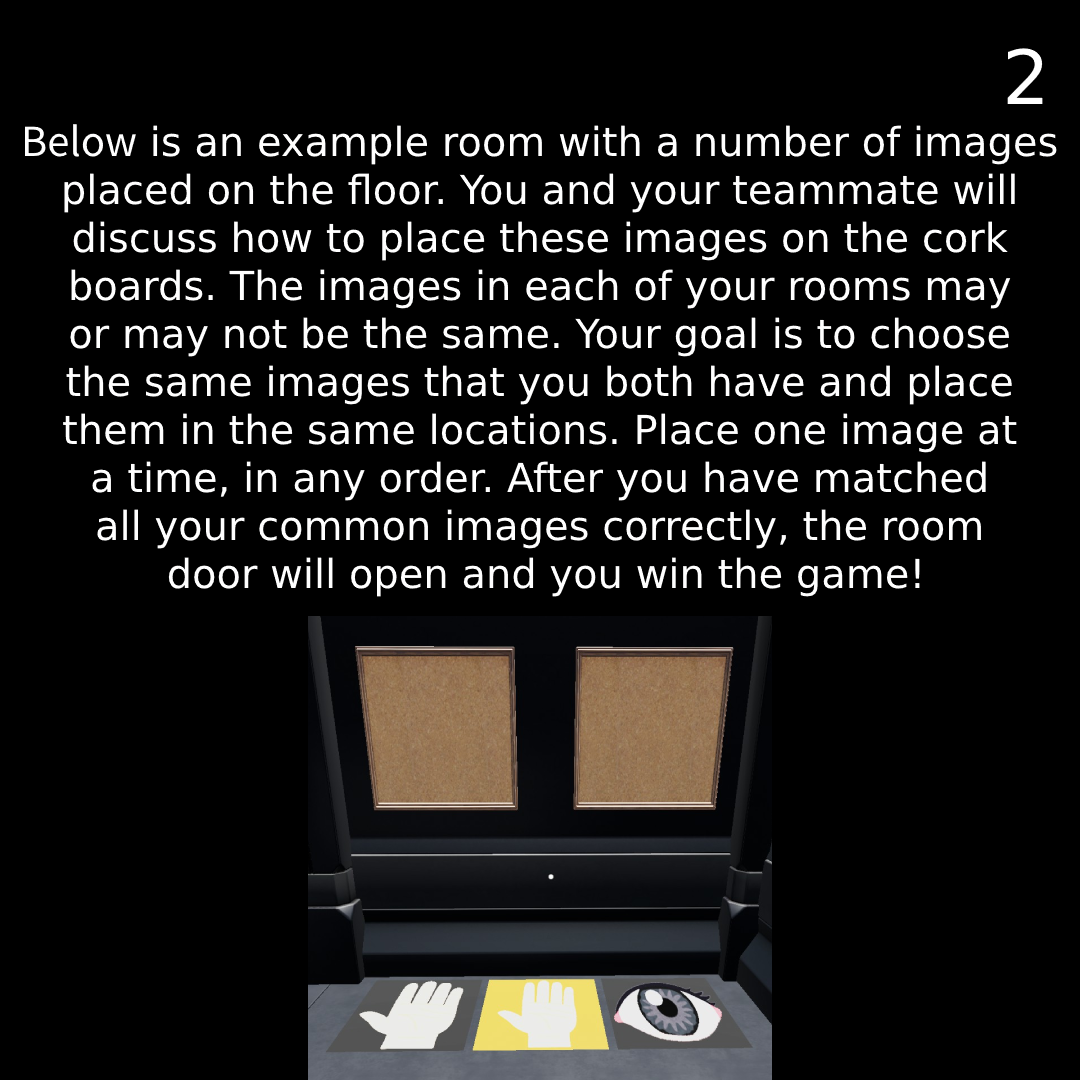 2
Below is an example room with a number of images
placed on the floor. You and your teammate will
discuss how to place these images on the cork
boards. The images in each of your rooms may
or may not be the same. Your goal is to choose
the same images that you both have and place
them in the same locations. Place one image at
a time, in any order. After you have matched
all your common images correctly, the room
door will open and you win the game!